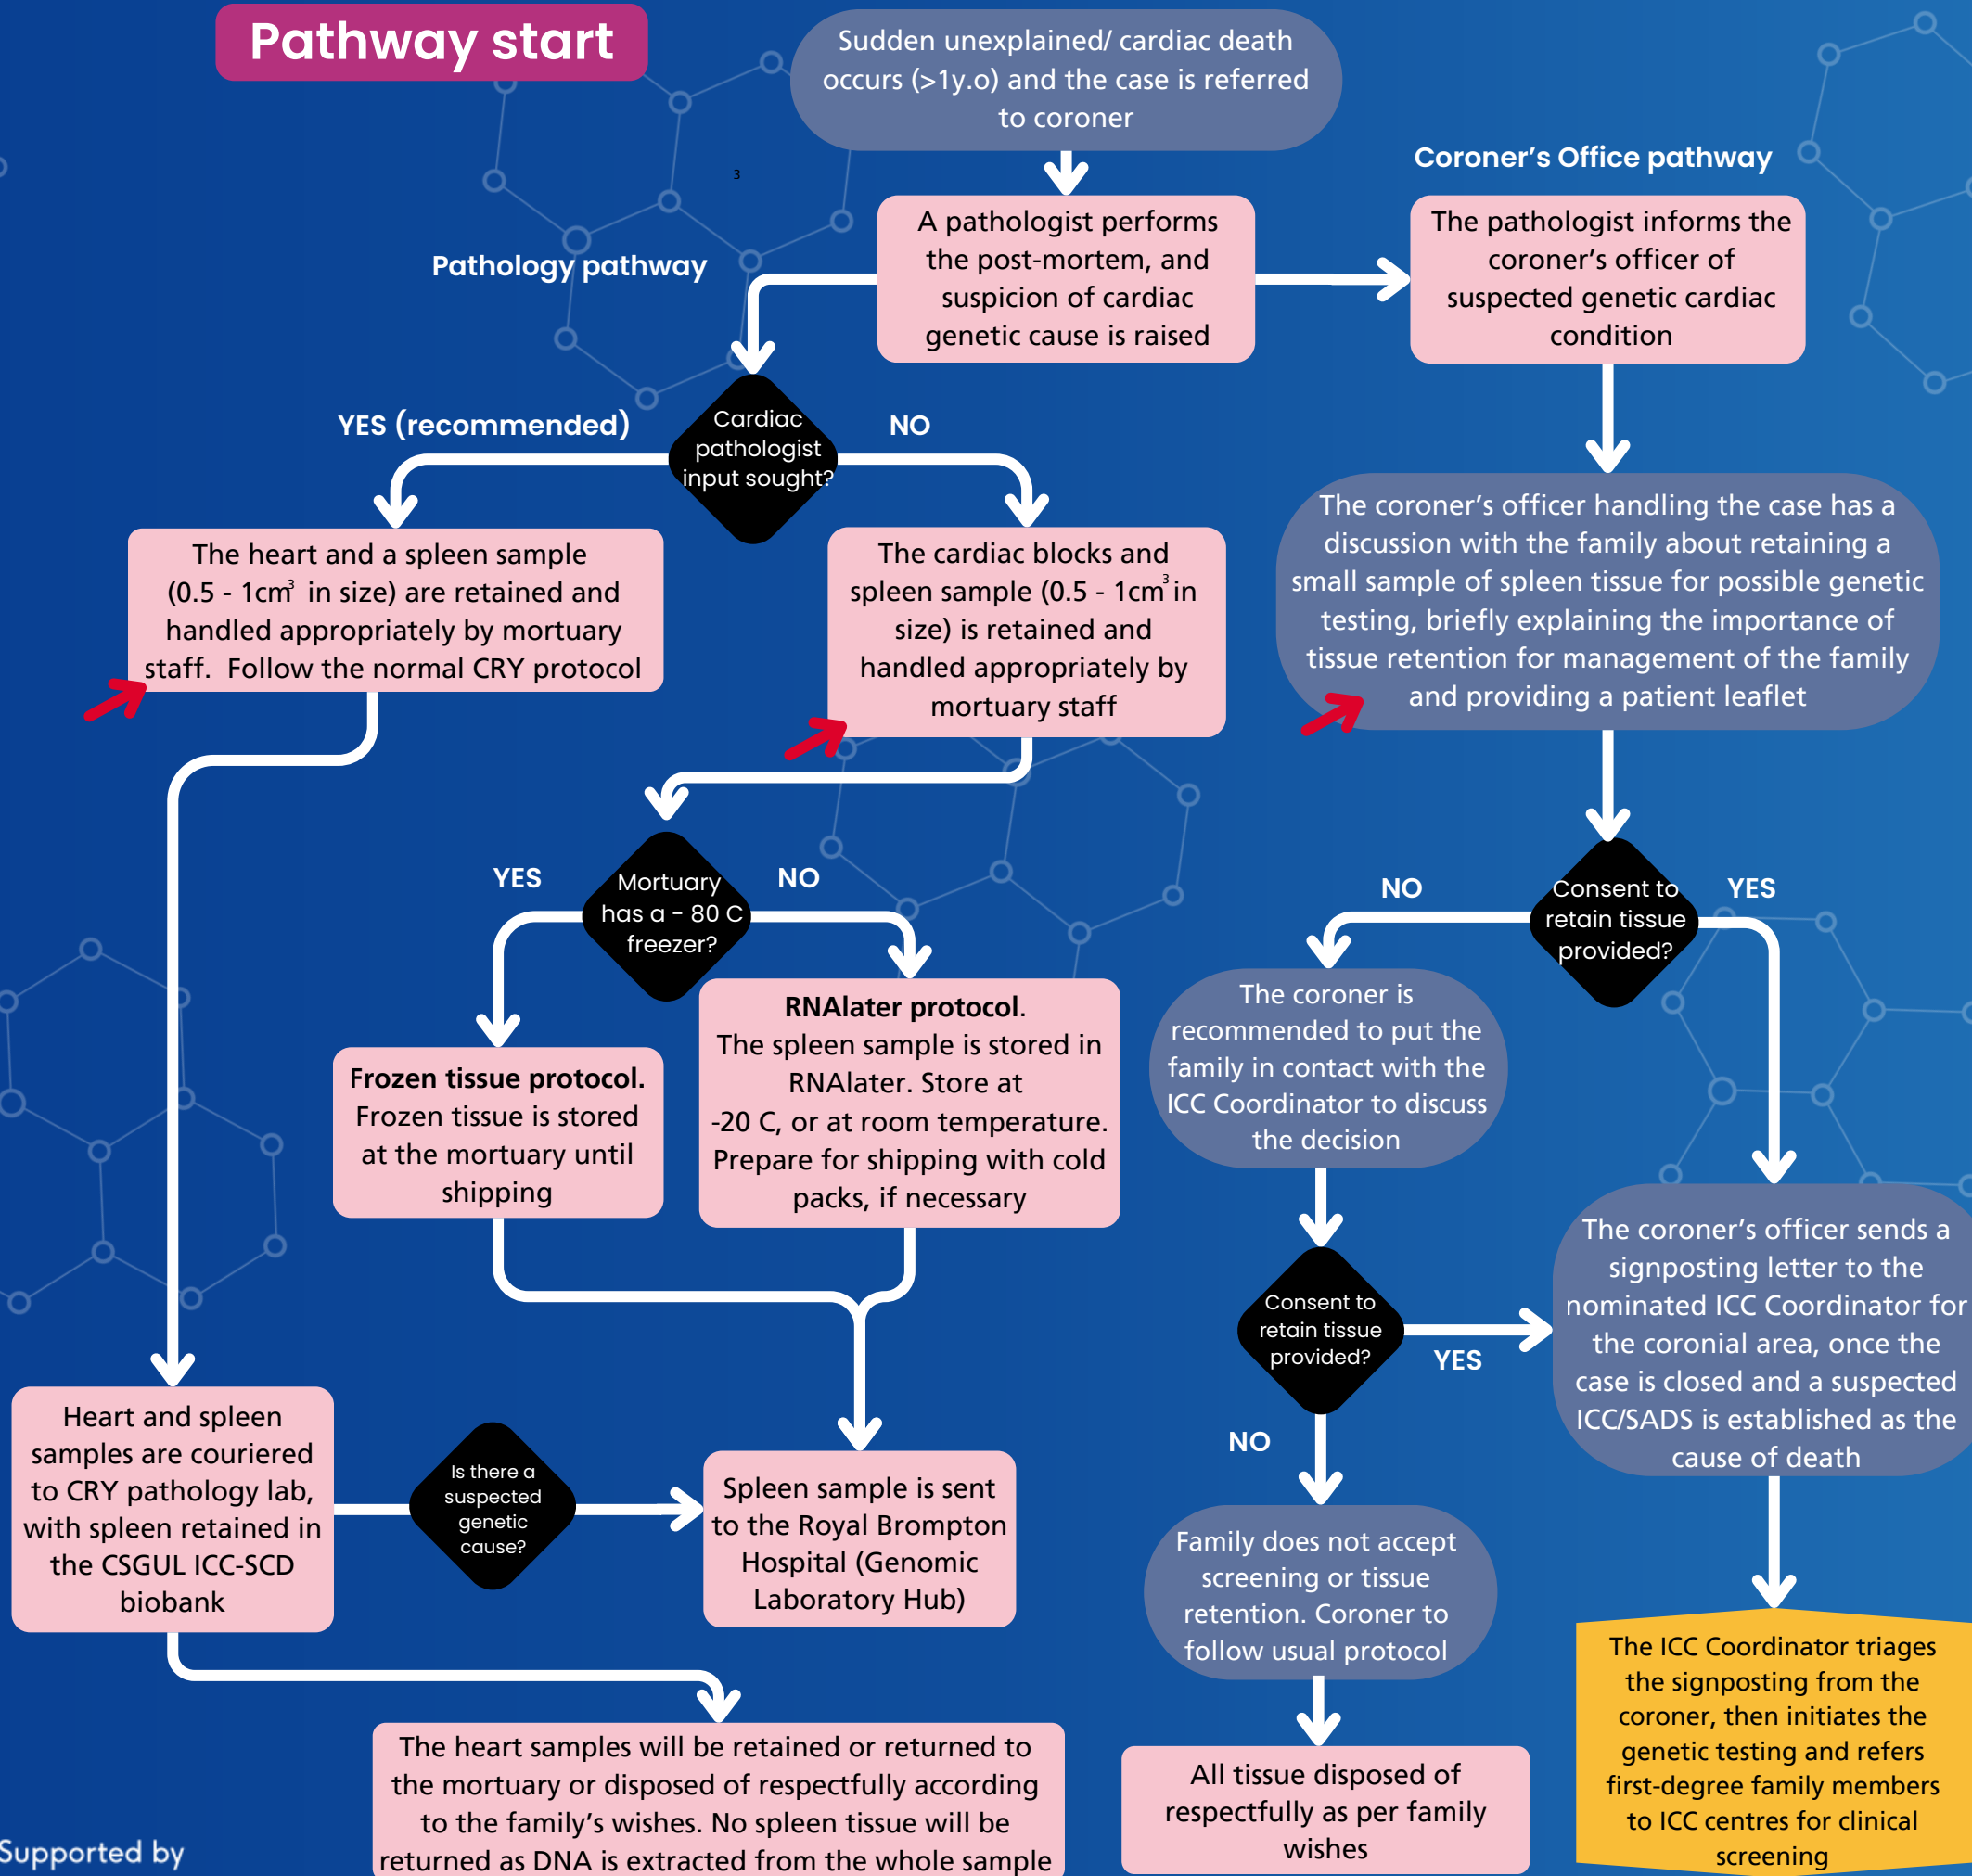 Pathway start
Sudden unexplained/ cardiac death
occurs (>1y.o) and the case is referred
to coroner
3
Coroner's Office pathway
Pathology pathway
A pathologist performs
the post-mortem, and
suspicion of cardiac
genetic cause is raised
The pathologist informs the
coroner's officer of
suspected genetic cardiac
condition
YES (recommended)
Cardiac
pathologist
input sought?
NO
The heart and a spleen sample
(0.5 - 1cm³ in size) are retained and
handled appropriately by mortuary
staff. Follow the normal CRY protocol
The cardiac blocks and
spleen sample (0.5 - 1cm³ in
size) is retained and
handled appropriately by
mortuary staff
The coroner's officer handling the case has a
discussion with the family about retaining a
small sample of spleen tissue for possible genetic
testing, briefly explaining the importance of
tissue retention for management of the family
and providing a patient leaflet
YES
Mortuary
has a - 80 C
freezer?
NO
NO
Consent to
retain tissue
provided?
YES
Frozen tissue protocol.
Frozen tissue is stored
at the mortuary until
shipping
RNAlater protocol.
The spleen sample is stored in
RNAlater. Store at
-20 C, or at room temperature.
Prepare for shipping with cold
packs, if necessary
The coroner is
recommended to put the
family in contact with the
ICC Coordinator to discuss
the decision
Consent to
retain tissue
provided?
YES
NO
The coroner's officer sends a
signposting letter to the
nominated ICC Coordinator for
the coronial area, once the
case is closed and a suspected
ICC/SADS is established as the
cause of death
Heart and spleen
samples are couriered
to CRY pathology lab,
with spleen retained in
the CSGUL ICC-SCD
biobank
Is there a
suspected
genetic
cause?
Spleen sample is sent
to the Royal Brompton
Hospital (Genomic
Laboratory Hub)
Family does not accept
screening or tissue
retention. Coroner to
follow usual protocol
The ICC Coordinator triages
the signposting from the
coroner, then initiates the
genetic testing and refers
first-degree family members
to ICC centres for clinical
screening
The heart samples will be retained or returned to
the mortuary or disposed of respectfully according
to the family's wishes. No spleen tissue will be
returned as DNA is extracted from the whole sample
All tissue disposed of
respectfully as per family
wishes
Supported by